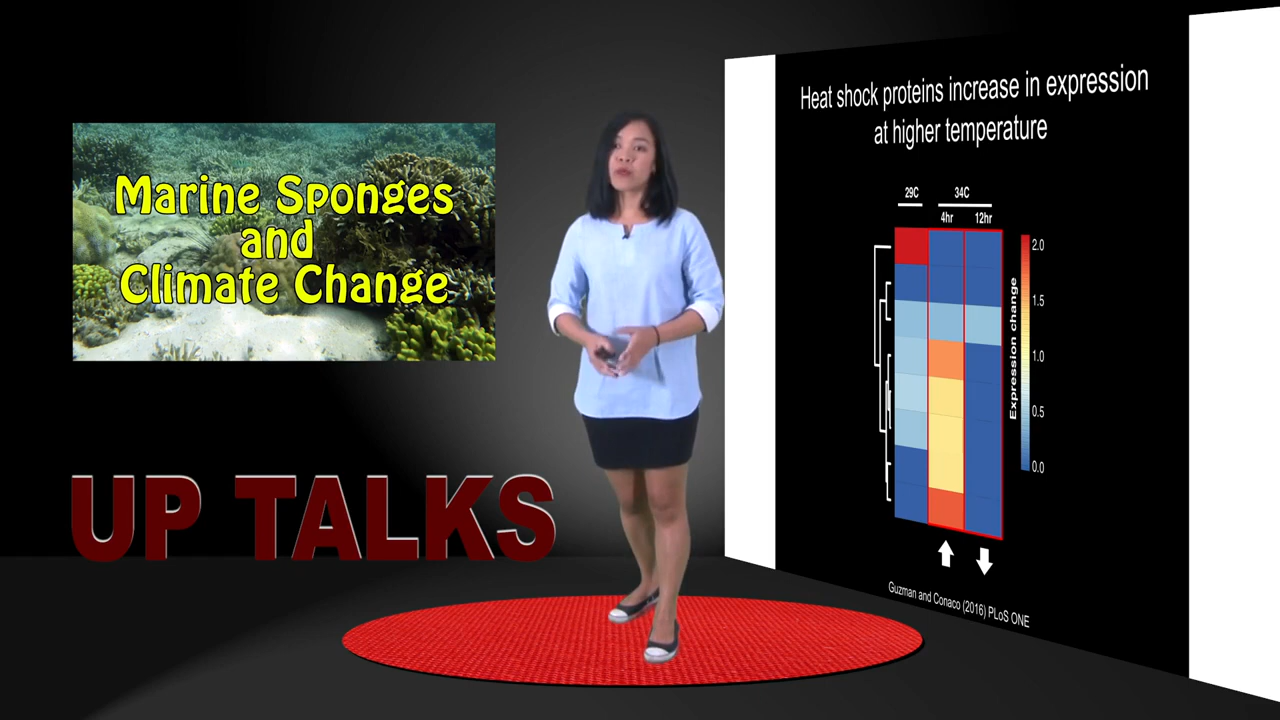 Marine Sponges
and
Climate Change
UP TALKS
Heat shock proteins increase in expression
at higher temperature
29C 34C
4hr 12hr
2.0
1.5
1.0
0.5
0.0
Expression change
Guzman and Conaco (2016) PLoS ONE